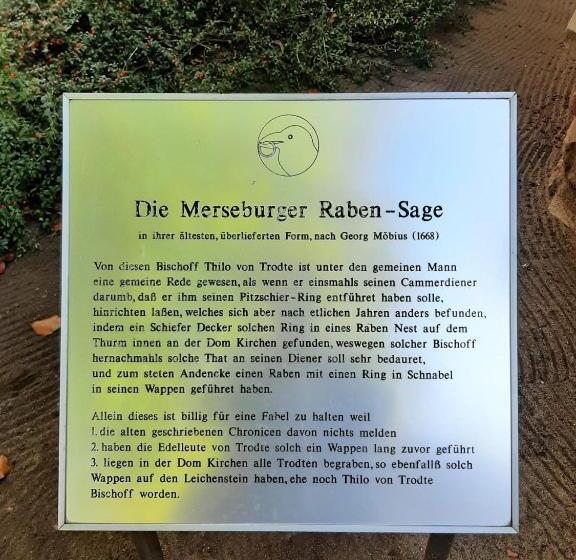 Die Merseburger Raben-Sage
in ihrer ältesten, überlieferten Form, nach Georg Möbius (1668)
Von diesen Bischoff Thilo von Trodte ist unter den gemeinen Mann
eine gemeine Rede gewesen, als wenn er einsmahls seinen Cammerdiener
darumb, daß er ihm seinen Pitzschier-Ring entführet haben solle,
hinrichten laßen, welches sich aber nach etlichen Jahren anders befunden,
indem ein Schiefer Decker solchen Ring in eines Raben Nest auf dem
Thurm innen an der Dom Kirchen gefunden, weswegen solcher Bischoff
hernachmahls solche That an seinen Diener soll sehr bedauret,
und zum steten Andencke einen Raben mit einen Ring in Schnabel
in seinen Wappen geführet haben.
Allein dieses ist billig für eine Fabel zu halten weil
1. die alten geschriebenen Chronicen davon nichts melden
2. haben die Edelleute von Trodte solch ein Wappen lang zuvor geführt
3. liegen in der Dom Kirchen alle Trodten begraben, so ebenfallß solch
Wappen auf den Leichenstein haben, ehe noch Thilo von Trodte
Bischoff worden.